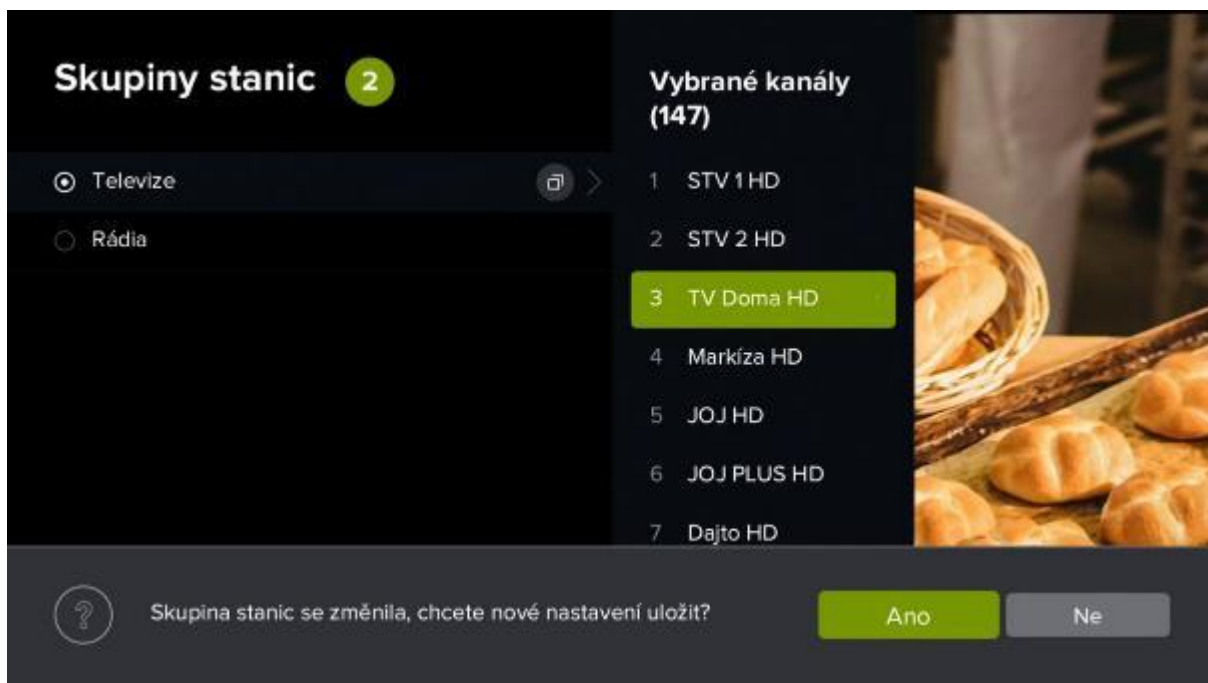 Skupiny stanic 2
Televize
Rádia
Vybrané kanály
(147)
1 STV 1 HD
2 STV 2 HD
3 TV Doma HD
4 Markíza HD
5 JOJ HD
6 JOJ PLUS HD
7 Dajto HD
? Skupina stanic se změnila, chcete nové nastavení uložit?
Ano
Ne